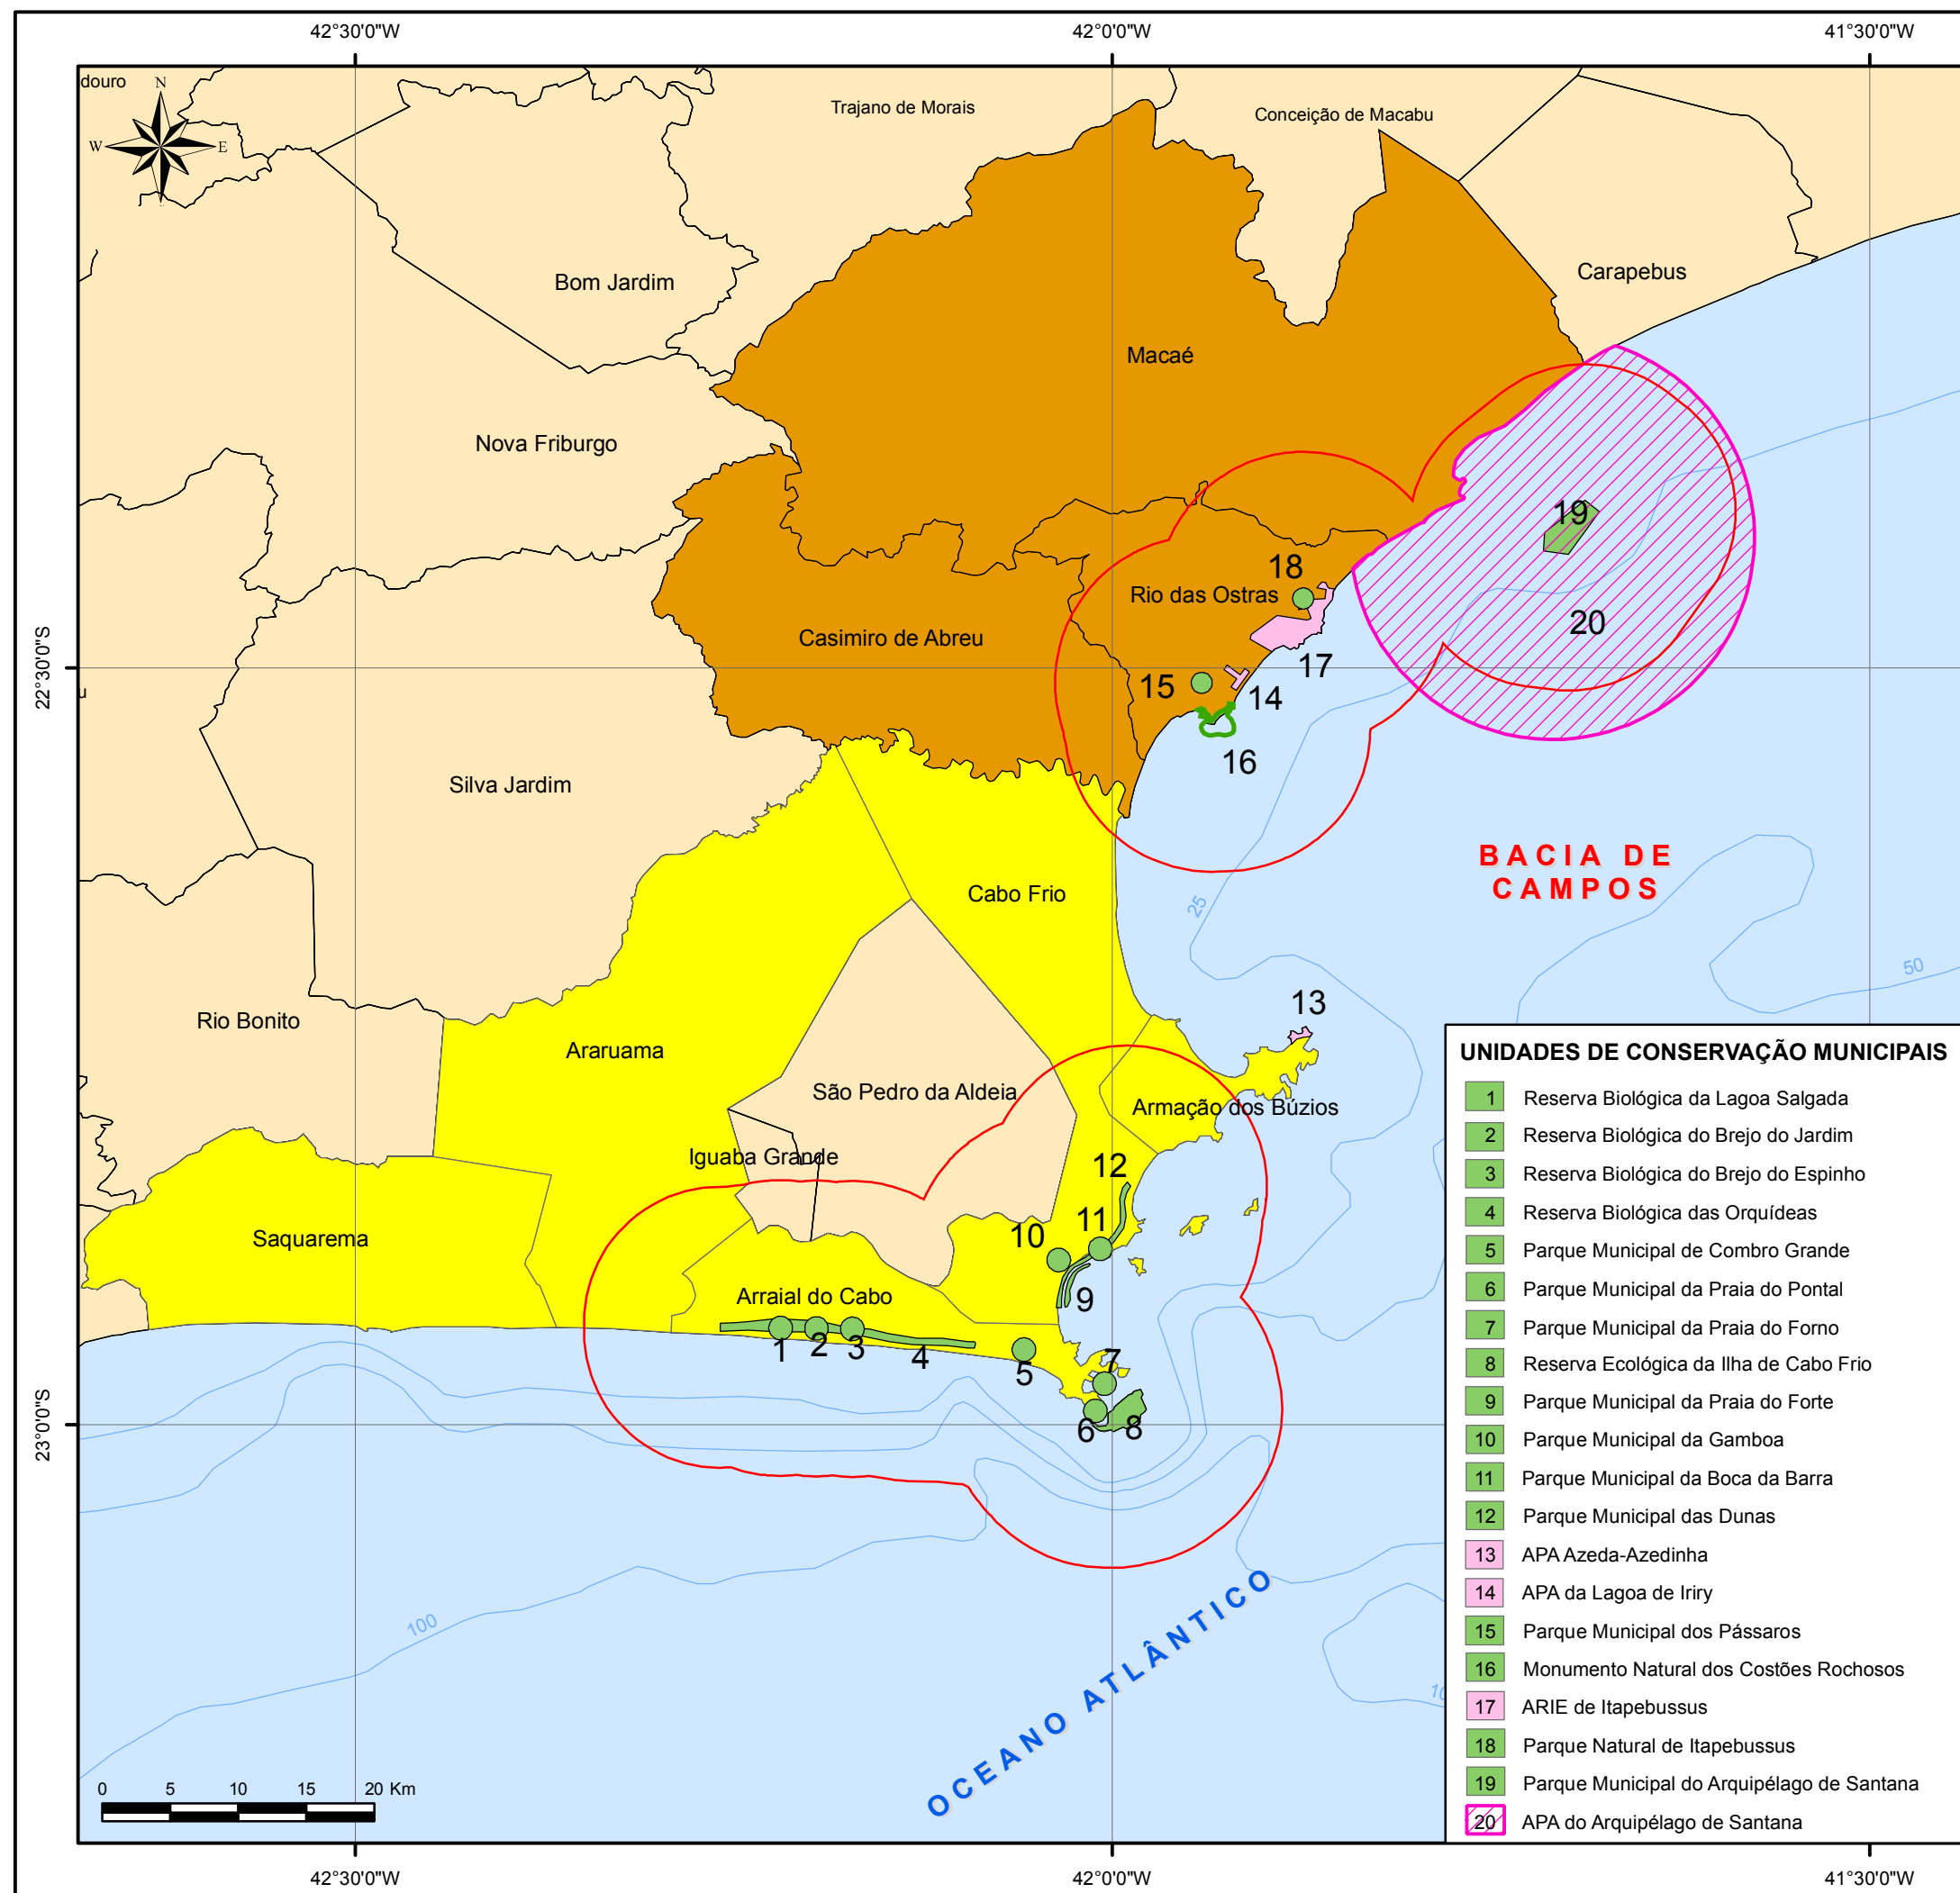 42°30'0"W
42°0'0"W
41°30'0"W
douro
N
W
E
Trajano de Morais
Conceição de Macabu
Bom Jardim
Carapebus
Macaé
Nova Friburgo
19
18
Rio das Ostras
20
Casimiro de Abreu
22°30'0"S
17
15
14
u
16
Silva Jardim
BACIA DE
CAMPOS
Cabo Frio
25
50
13
Rio Bonito
Araruama
São Pedro da Aldeia
Armação dos Búzios
Iguaba Grande
12
11
10
Saquarema
Arraial do Cabo
9
1
2
3
4
5
7
6
8
23°0'0"S
100
OCEANO ATLÂNTICO
10
UNIDADES DE CONSERVAÇÃO MUNICIPAIS
1 Reserva Biológica da Lagoa Salgada
2 Reserva Biológica do Brejo do Jardim
3 Reserva Biológica do Brejo do Espinho
4 Reserva Biológica das Orquídeas
5 Parque Municipal de Combro Grande
6 Parque Municipal da Praia do Pontal
7 Parque Municipal da Praia do Forno
8 Reserva Ecológica da Ilha de Cabo Frio
9 Parque Municipal da Praia do Forte
10 Parque Municipal da Gamboa
11 Parque Municipal da Boca da Barra
12 Parque Municipal das Dunas
13 APA Azeda-Azedinha
14 APA da Lagoa de Iriry
15 Parque Municipal dos Pássaros
16 Monumento Natural dos Costões Rochosos
17 ARIE de Itapebussus
18 Parque Natural de Itapebussus
19 Parque Municipal do Arquipélago de Santana
20 APA do Arquipélago de Santana
0 5 10 15 20 Km
42°30'0"W
42°0'0"W
41°30'0"W